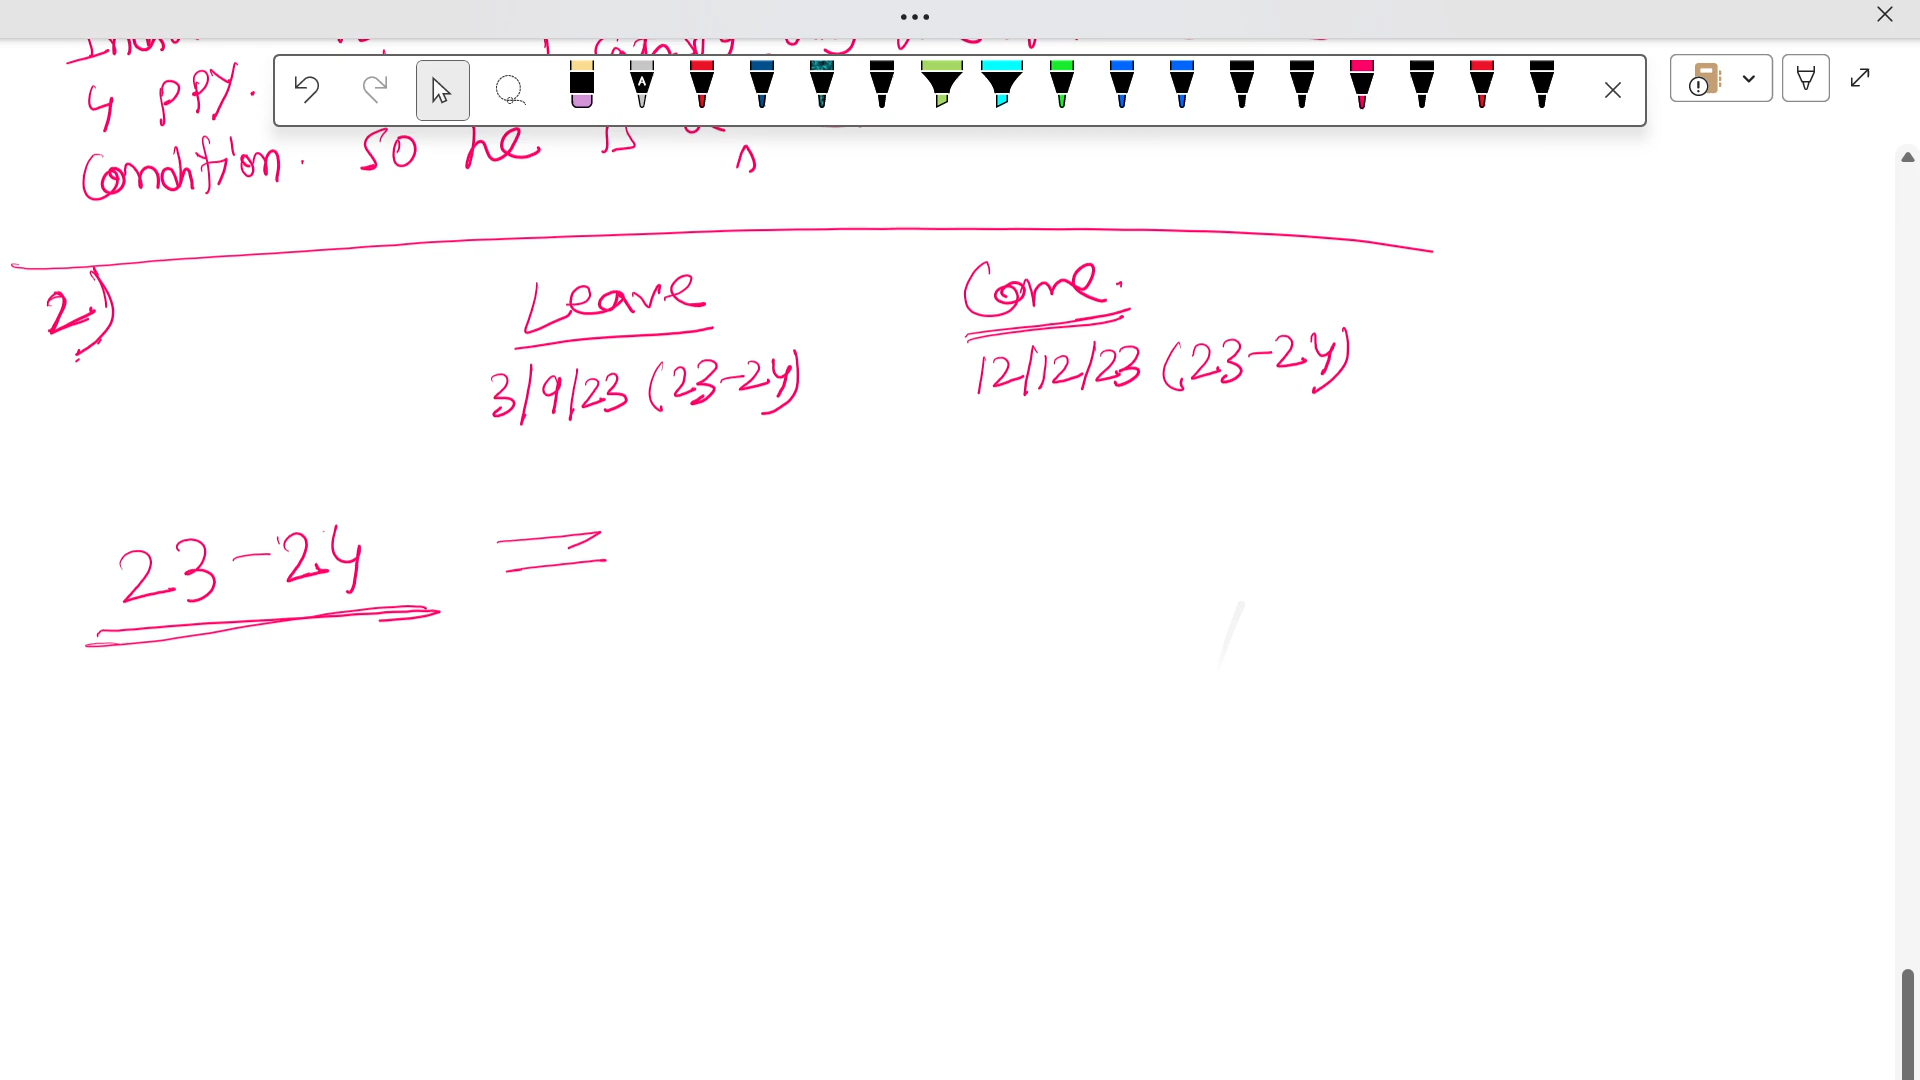 4 PPY.
Condition. so he is
2)
Leave
Come.
3/9/23 (23-24)
12/12/23 (23-24)
23-24 =